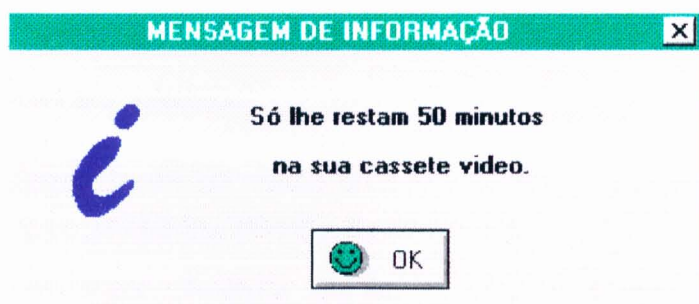 MENSAGEM DE INFORMAÇÃO
Só lhe restam 50 minutos
na sua cassete video.
OK